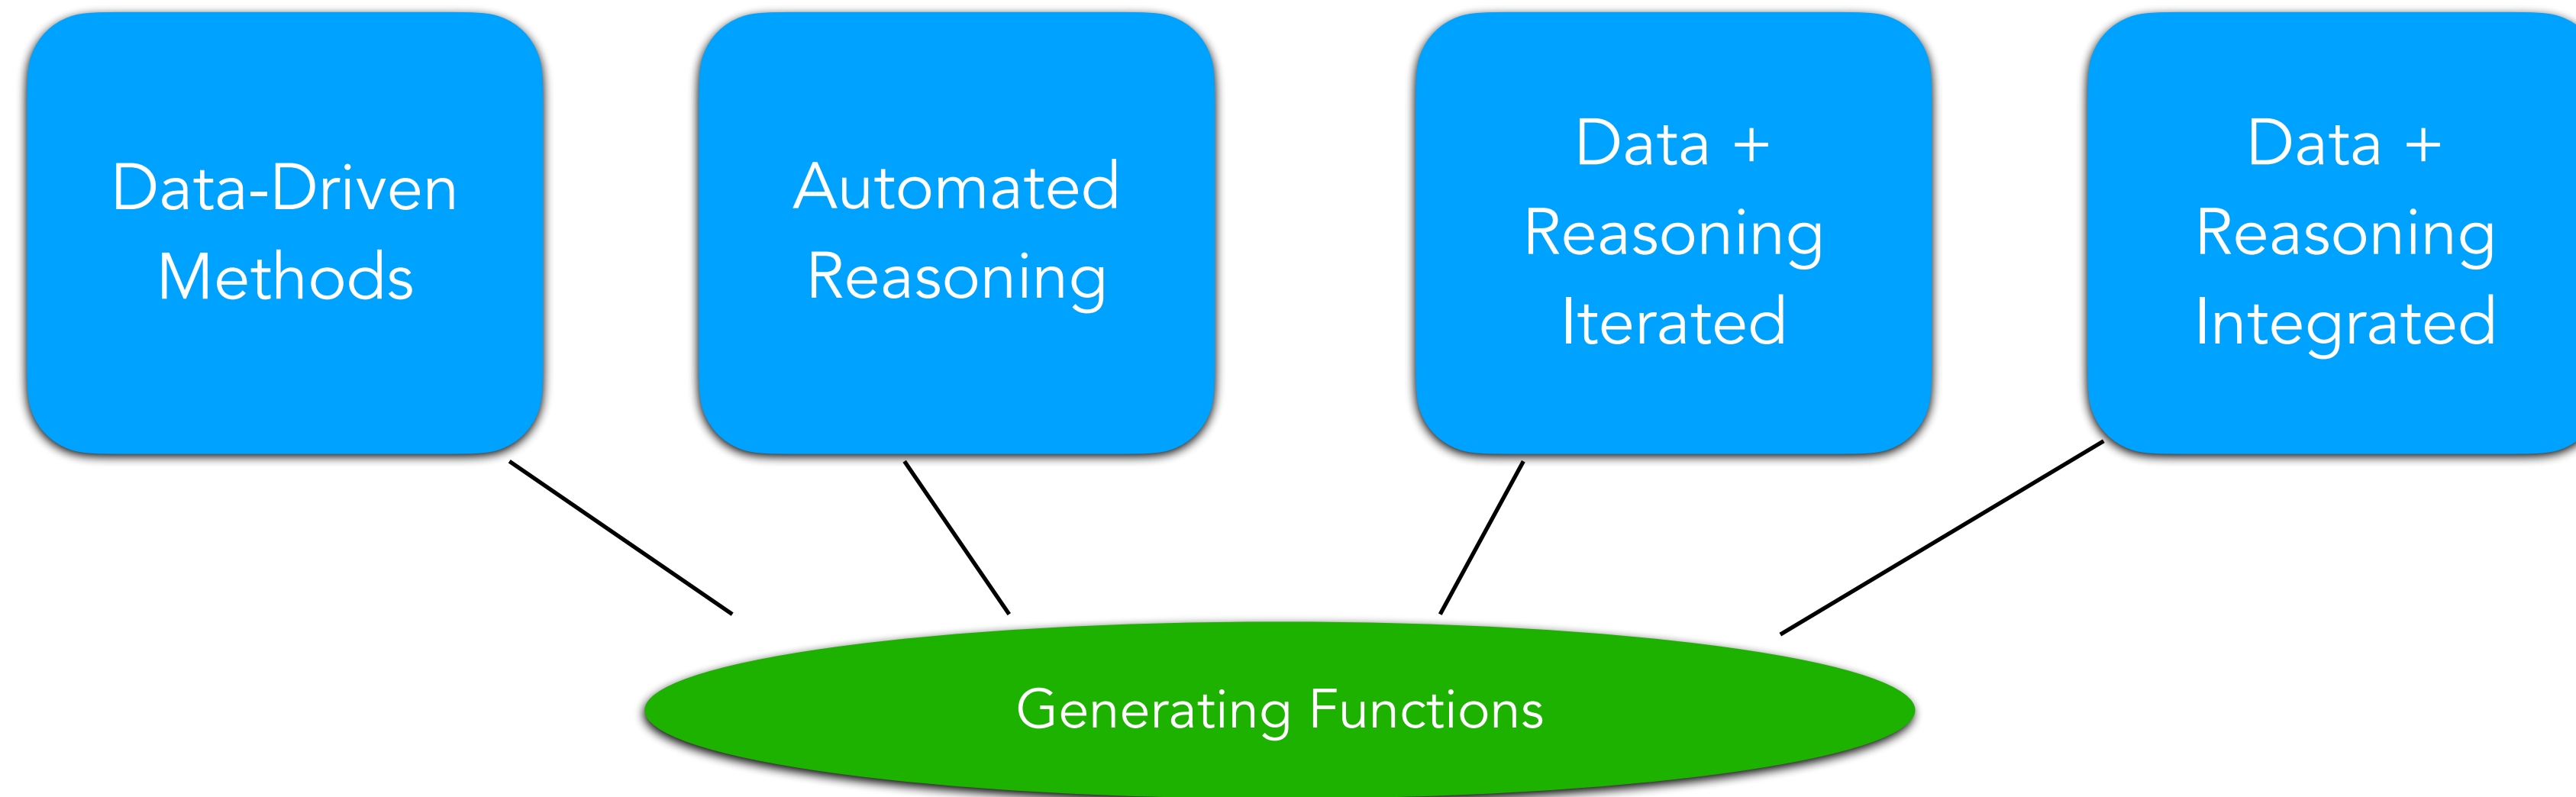 Data-Driven
Methods
Automated
Reasoning
Data +
Reasoning
Iterated
Data +
Reasoning
Integrated
Generating Functions